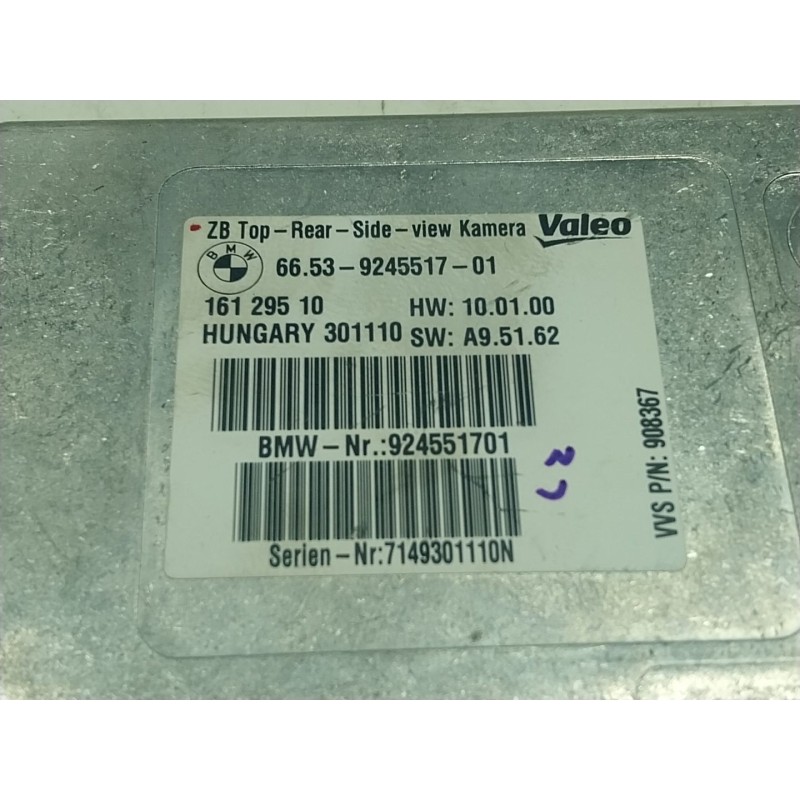 ZB Top-Rear-Side-view Kamera Valeo
BMW 66.53-9245517-01
161 295 10 HW: 10.01.00
HUNGARY 301110 SW: A9.51.62
BMW-Nr.:924551701
Serien-Nr:7149301110N
VVS P/N: 908367